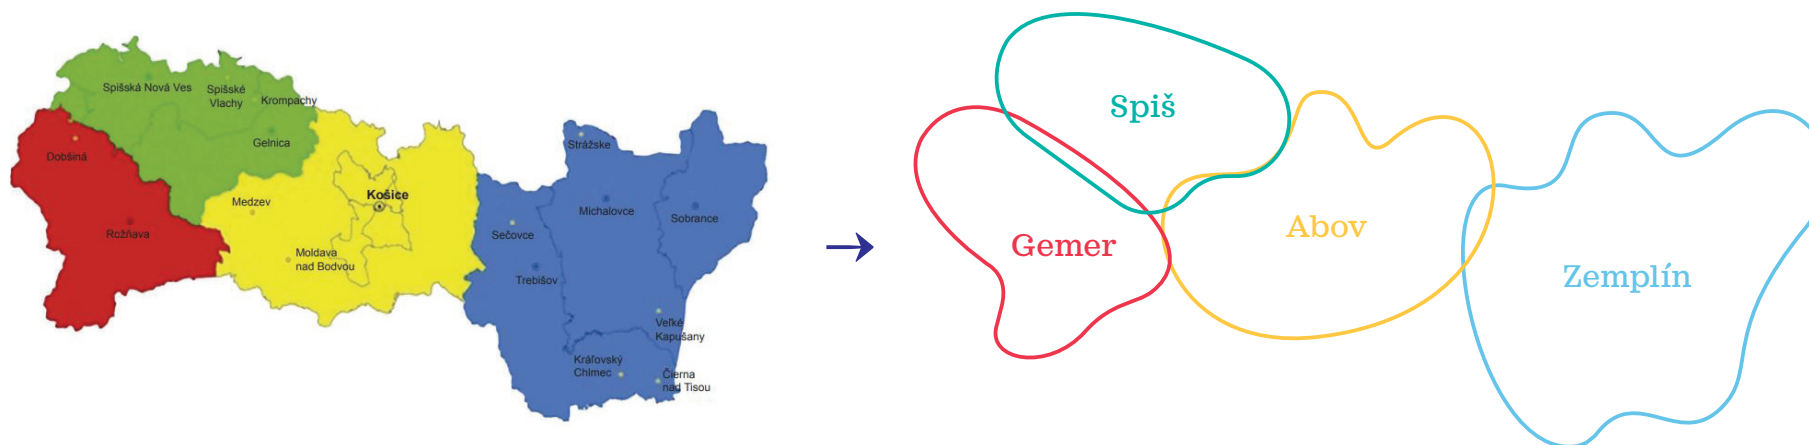 Spišská Nová Ves
Spišské
Vlachy
Krompachy
Gelnica
Dobšiná
Rožňava
Medzev
Košice
Moldava
nad Bodvou
Strážske
Michalovce
Sobrance
Sečovce
Trebišov
Veľké
Kapušany
Kráľovský
Chlmec
Čierna
nad Tisou
Spiš
Gemer
Abov
Zemplín